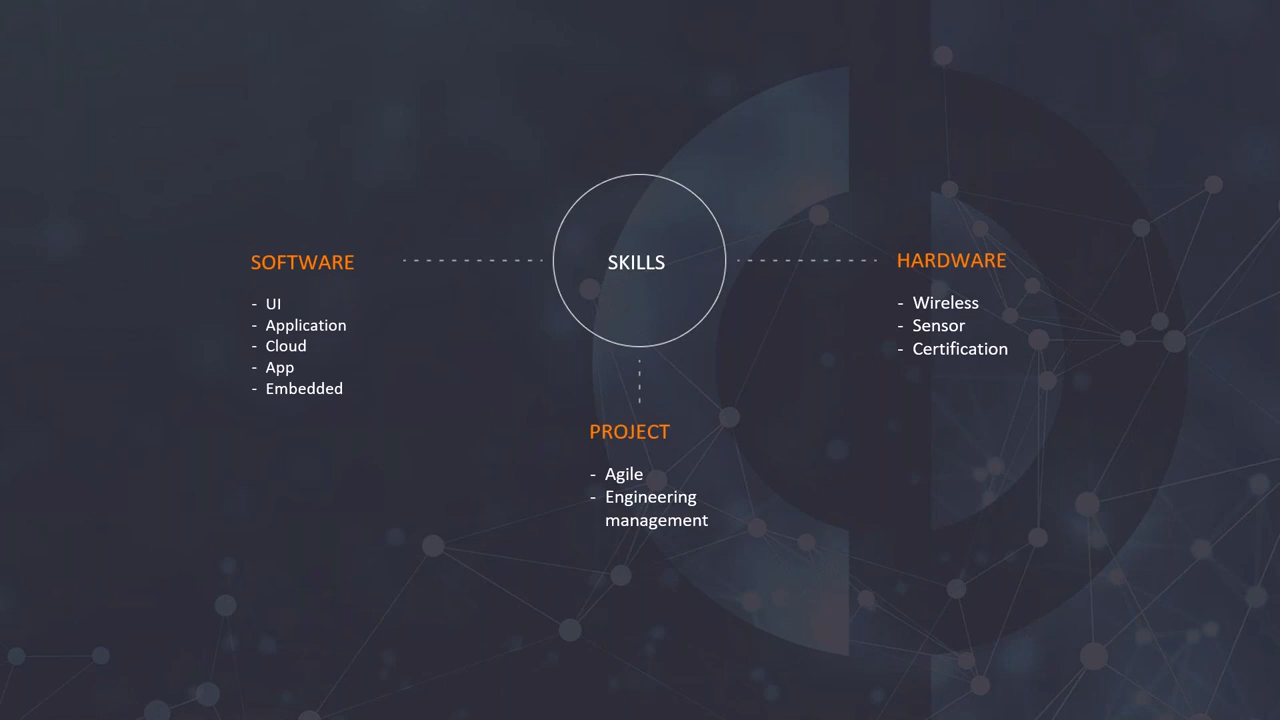 SKILLS
SOFTWARE
- UI
- Application
- Cloud
- App
- Embedded
HARDWARE
- Wireless
- Sensor
- Certification
PROJECT
- Agile
- Engineering
management